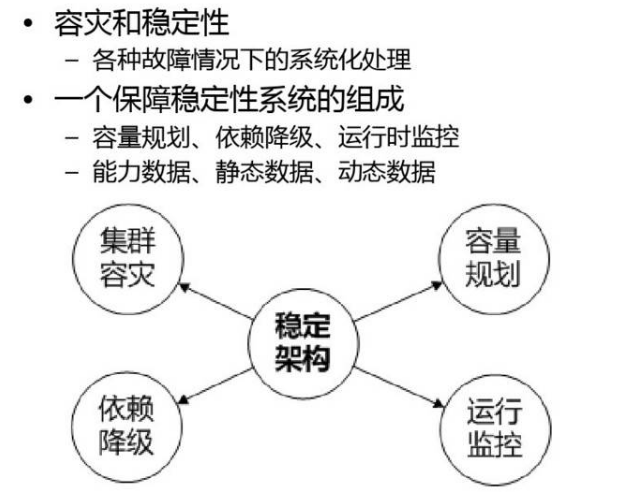 • 容灾和稳定性
– 各种故障情况下的系统化处理
• 一个保障稳定性系统的组成
– 容量规划、依赖降级、运行时监控
– 能力数据、静态数据、动态数据
集群
容灾
容量
规划
稳定
架构
依赖
降级
运行
监控